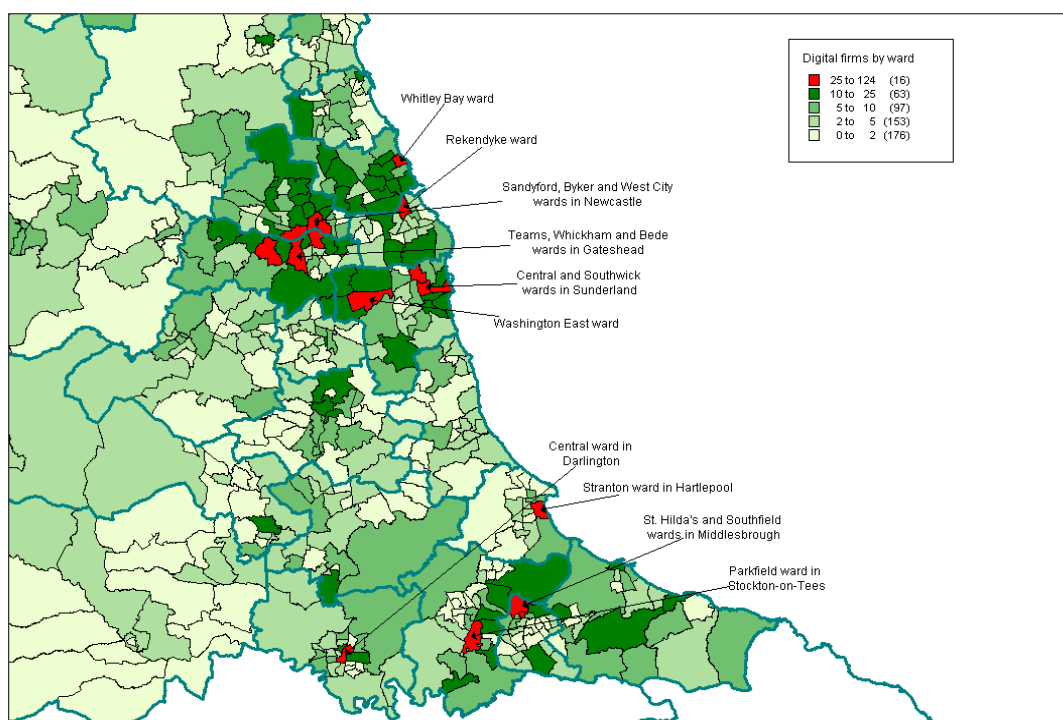 Digital firms by ward
25 to 124 (16)
10 to 25 (63)
5 to 10 (97)
2 to 5 (153)
0 to 2 (176)
Whitley Bay ward
Rekendyke ward
Sandyford, Byker and West City
wards in Newcastle
Teams, Whickham and Bede
wards in Gateshead
Central and Southwick
wards in Sunderland
Washington East ward
Central ward in
Darlington
Stranton ward in Hartlepool
St. Hilda's and Southfield
wards in Middlesbrough
Parkfield ward in
Stockton-on-Tees